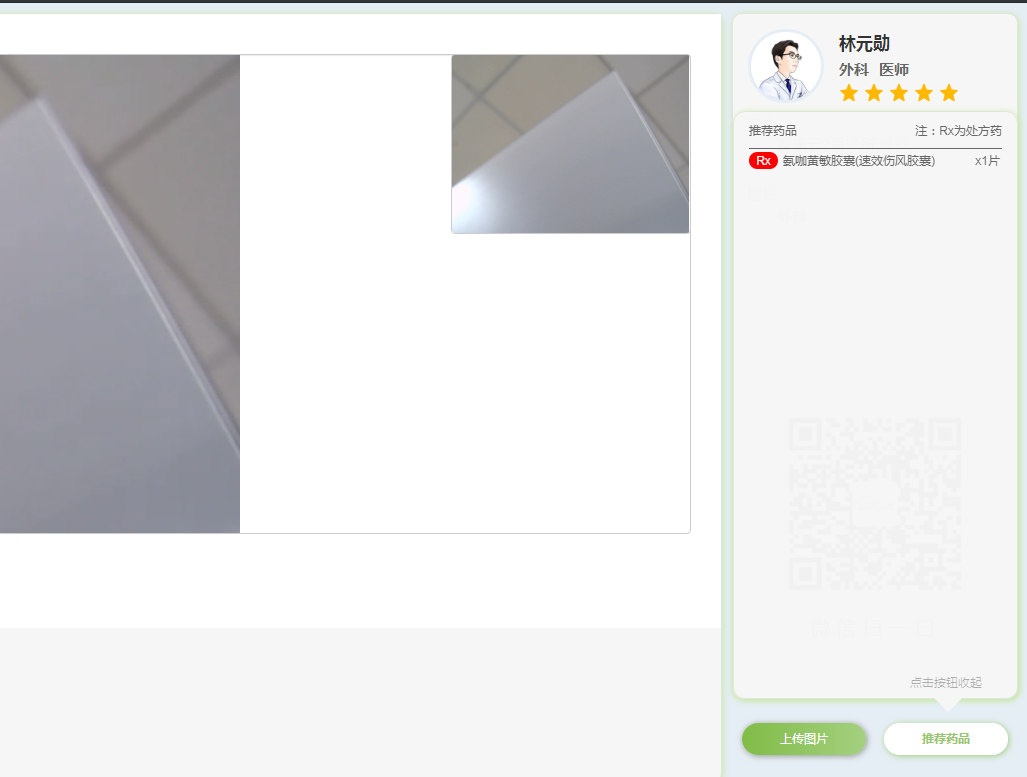 林元勋
外科 医师
推荐药品 注：Rx为处方药
Rx 氨咖黄敏胶囊(速效伤风胶囊) x1片
点击按钮收起
上传图片 推荐药品